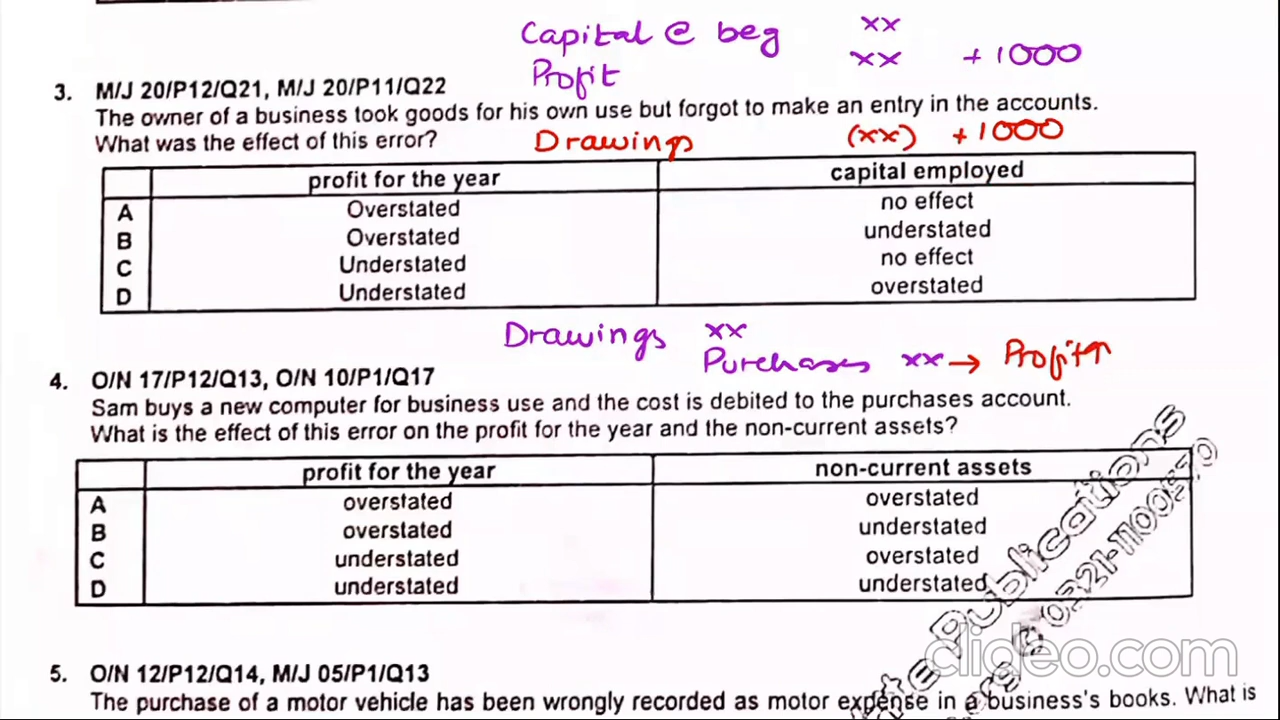 Capital @ beg xx
Profit xx +1000
3. M/J 20/P12/Q21, M/J 20/P11/Q22
The owner of a business took goods for his own use but forgot to make an entry in the accounts.
What was the effect of this error?
Drawings (xx) +1000
profit for the year capital employed
A Overstated no effect
B Overstated understated
C Understated no effect
D Understated overstated
Drawings xx
Purchases xx → Profit↑
4. O/N 17/P12/Q13, O/N 10/P1/Q17
Sam buys a new computer for business use and the cost is debited to the purchases account.
What is the effect of this error on the profit for the year and the non-current assets?
profit for the year non-current assets
A overstated overstated
B overstated understated
C understated overstated
D understated understated
Publications
0321-1100570
clideo.com
5. O/N 12/P12/Q14, M/J 05/P1/Q13
The purchase of a motor vehicle has been wrongly recorded as motor expense in a business's books. What is